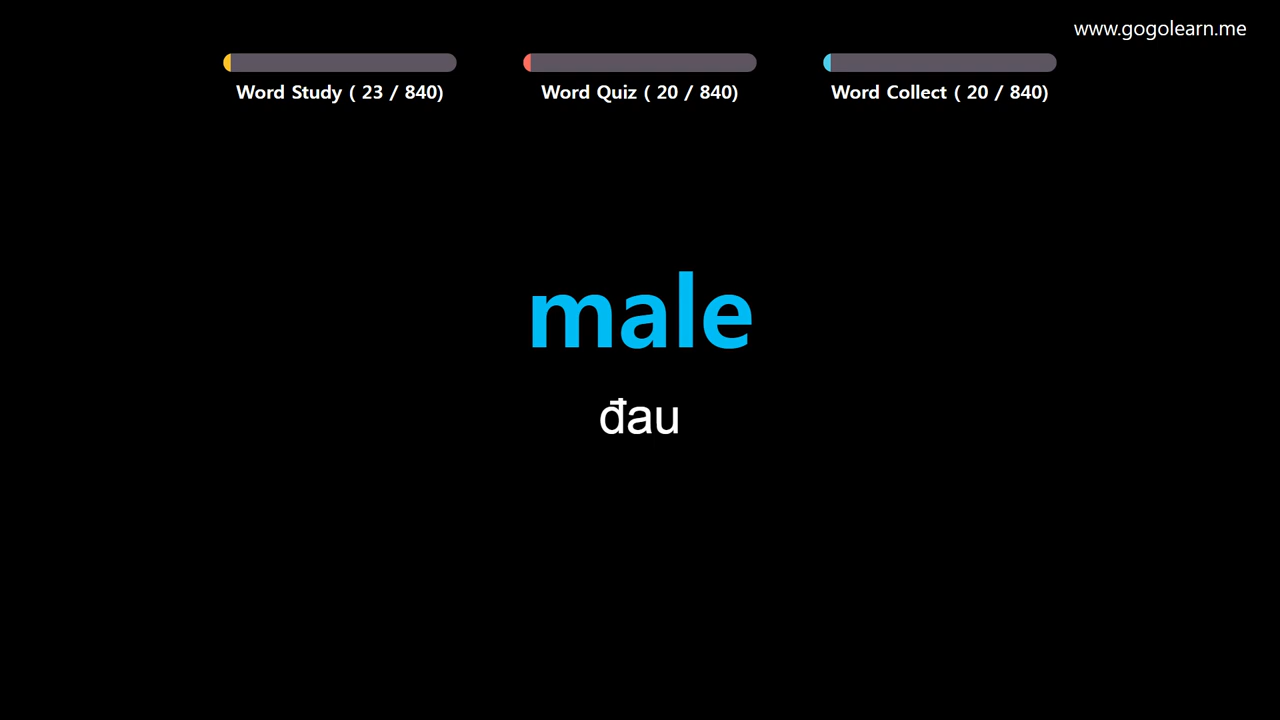 www.gogolearn.me
Word Study ( 23 / 840)
Word Quiz ( 20 / 840)
Word Collect ( 20 / 840)
male
đau